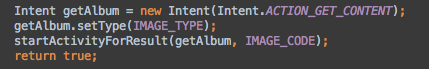 Intent getAlbum = new Intent(Intent.ACTION_GET_CONTENT);
getAlbum.setType(IMAGE_TYPE);
startActivityForResult(getAlbum, IMAGE_CODE);
return true;